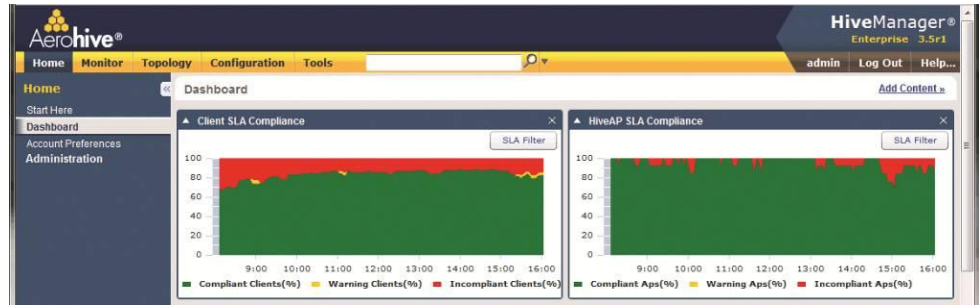 HiveManager®
Aerohive®
Enterprise 3.5r1
Home Monitor Topology Configuration Tools admin Log Out Help...
Home
Start Here
Dashboard
Account Preferences
Administration
Dashboard Add Content »
Client SLA Compliance
SLA Filter
100
80
60
40
20
0
9:00 10:00 11:00 12:00 13:00 14:00 15:00 16:00
Compliant Clients(%) Warning Clients(%) Incompliant Clients(%)
HiveAP SLA Compliance
SLA Filter
100
80
60
40
20
0
9:00 10:00 11:00 12:00 13:00 14:00 15:00 16:00
Compliant Aps(%) Warning Aps(%) Incompliant Aps(%)